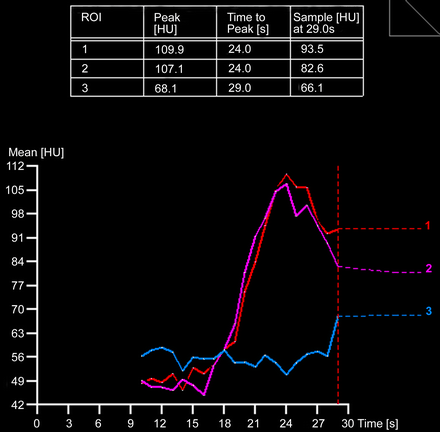 ROI Peak [HU] Time to Peak [s] Sample [HU] at 29.0s
1 109.9 24.0 93.5
2 107.1 24.0 82.6
3 68.1 29.0 66.1
Mean [HU]
112
105
98
91
84
77
70
63
56
49
42
1
2
3
0 3 6 9 12 15 18 21 24 27 30 Time [s]